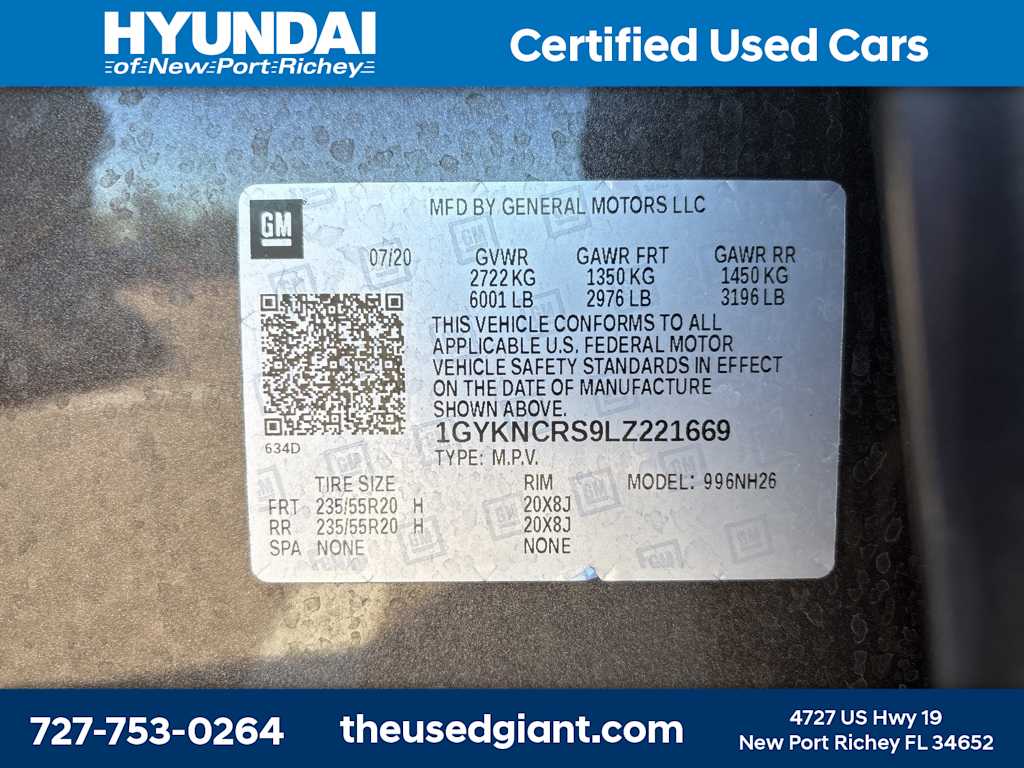 HYUNDAI
of New Port Richey
Certified Used Cars
GM
MFD BY GENERAL MOTORS LLC
07/20 GVWR GAWR FRT GAWR RR
2722 KG 1350 KG 1450 KG
6001 LB 2976 LB 3196 LB
THIS VEHICLE CONFORMS TO ALL
APPLICABLE U.S. FEDERAL MOTOR
VEHICLE SAFETY STANDARDS IN EFFECT
ON THE DATE OF MANUFACTURE
SHOWN ABOVE.
1GYKNCRS9LZ221669
634D
TYPE: M.P.V.
TIRE SIZE RIM MODEL: 996NH26
FRT 235/55R20 H 20X8J
RR 235/55R20 H 20X8J
SPA NONE NONE
727-753-0264
theusedgiant.com
4727 US Hwy 19
New Port Richey FL 34652